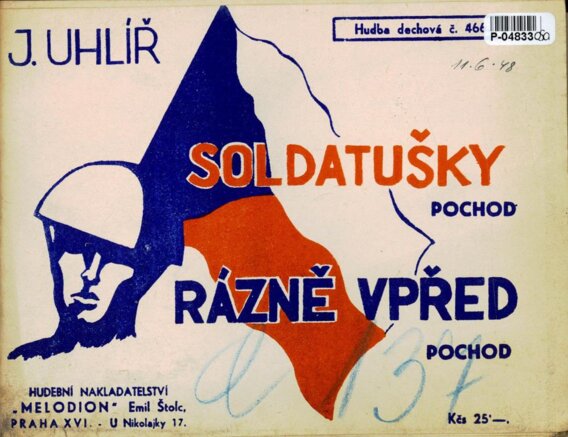 J. UHLÍŘ
Hudba dechová č. 466
P-04833
11.6.48
SOLDATUŠKY
POCHOD
RÁZNĚ VPŘED
POCHOD
137
HUDEBNÍ NAKLADATELSTVÍ
„MELODION" Emil Štolc,
PRAHA XVI. - U Nikolajky 17.
Kčs 25·—.